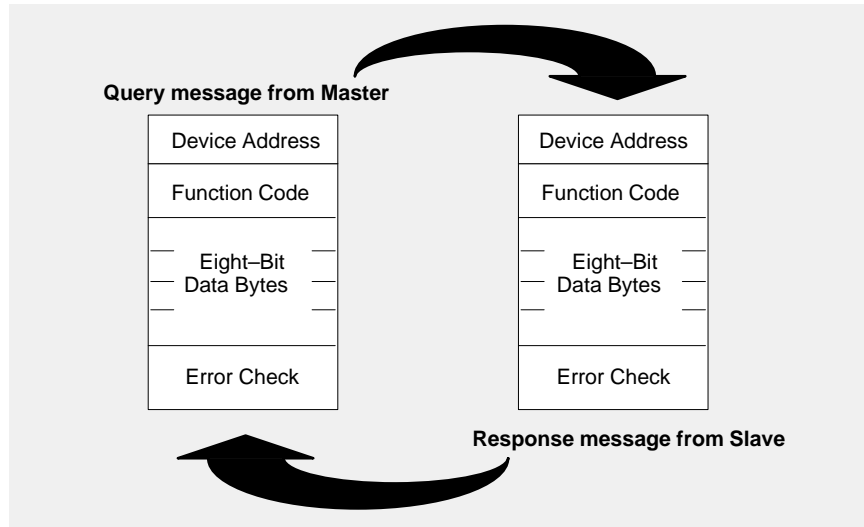 Query message from Master
Device Address
Function Code
Eight–Bit
Data Bytes
Error Check
Device Address
Function Code
Eight–Bit
Data Bytes
Error Check
Response message from Slave